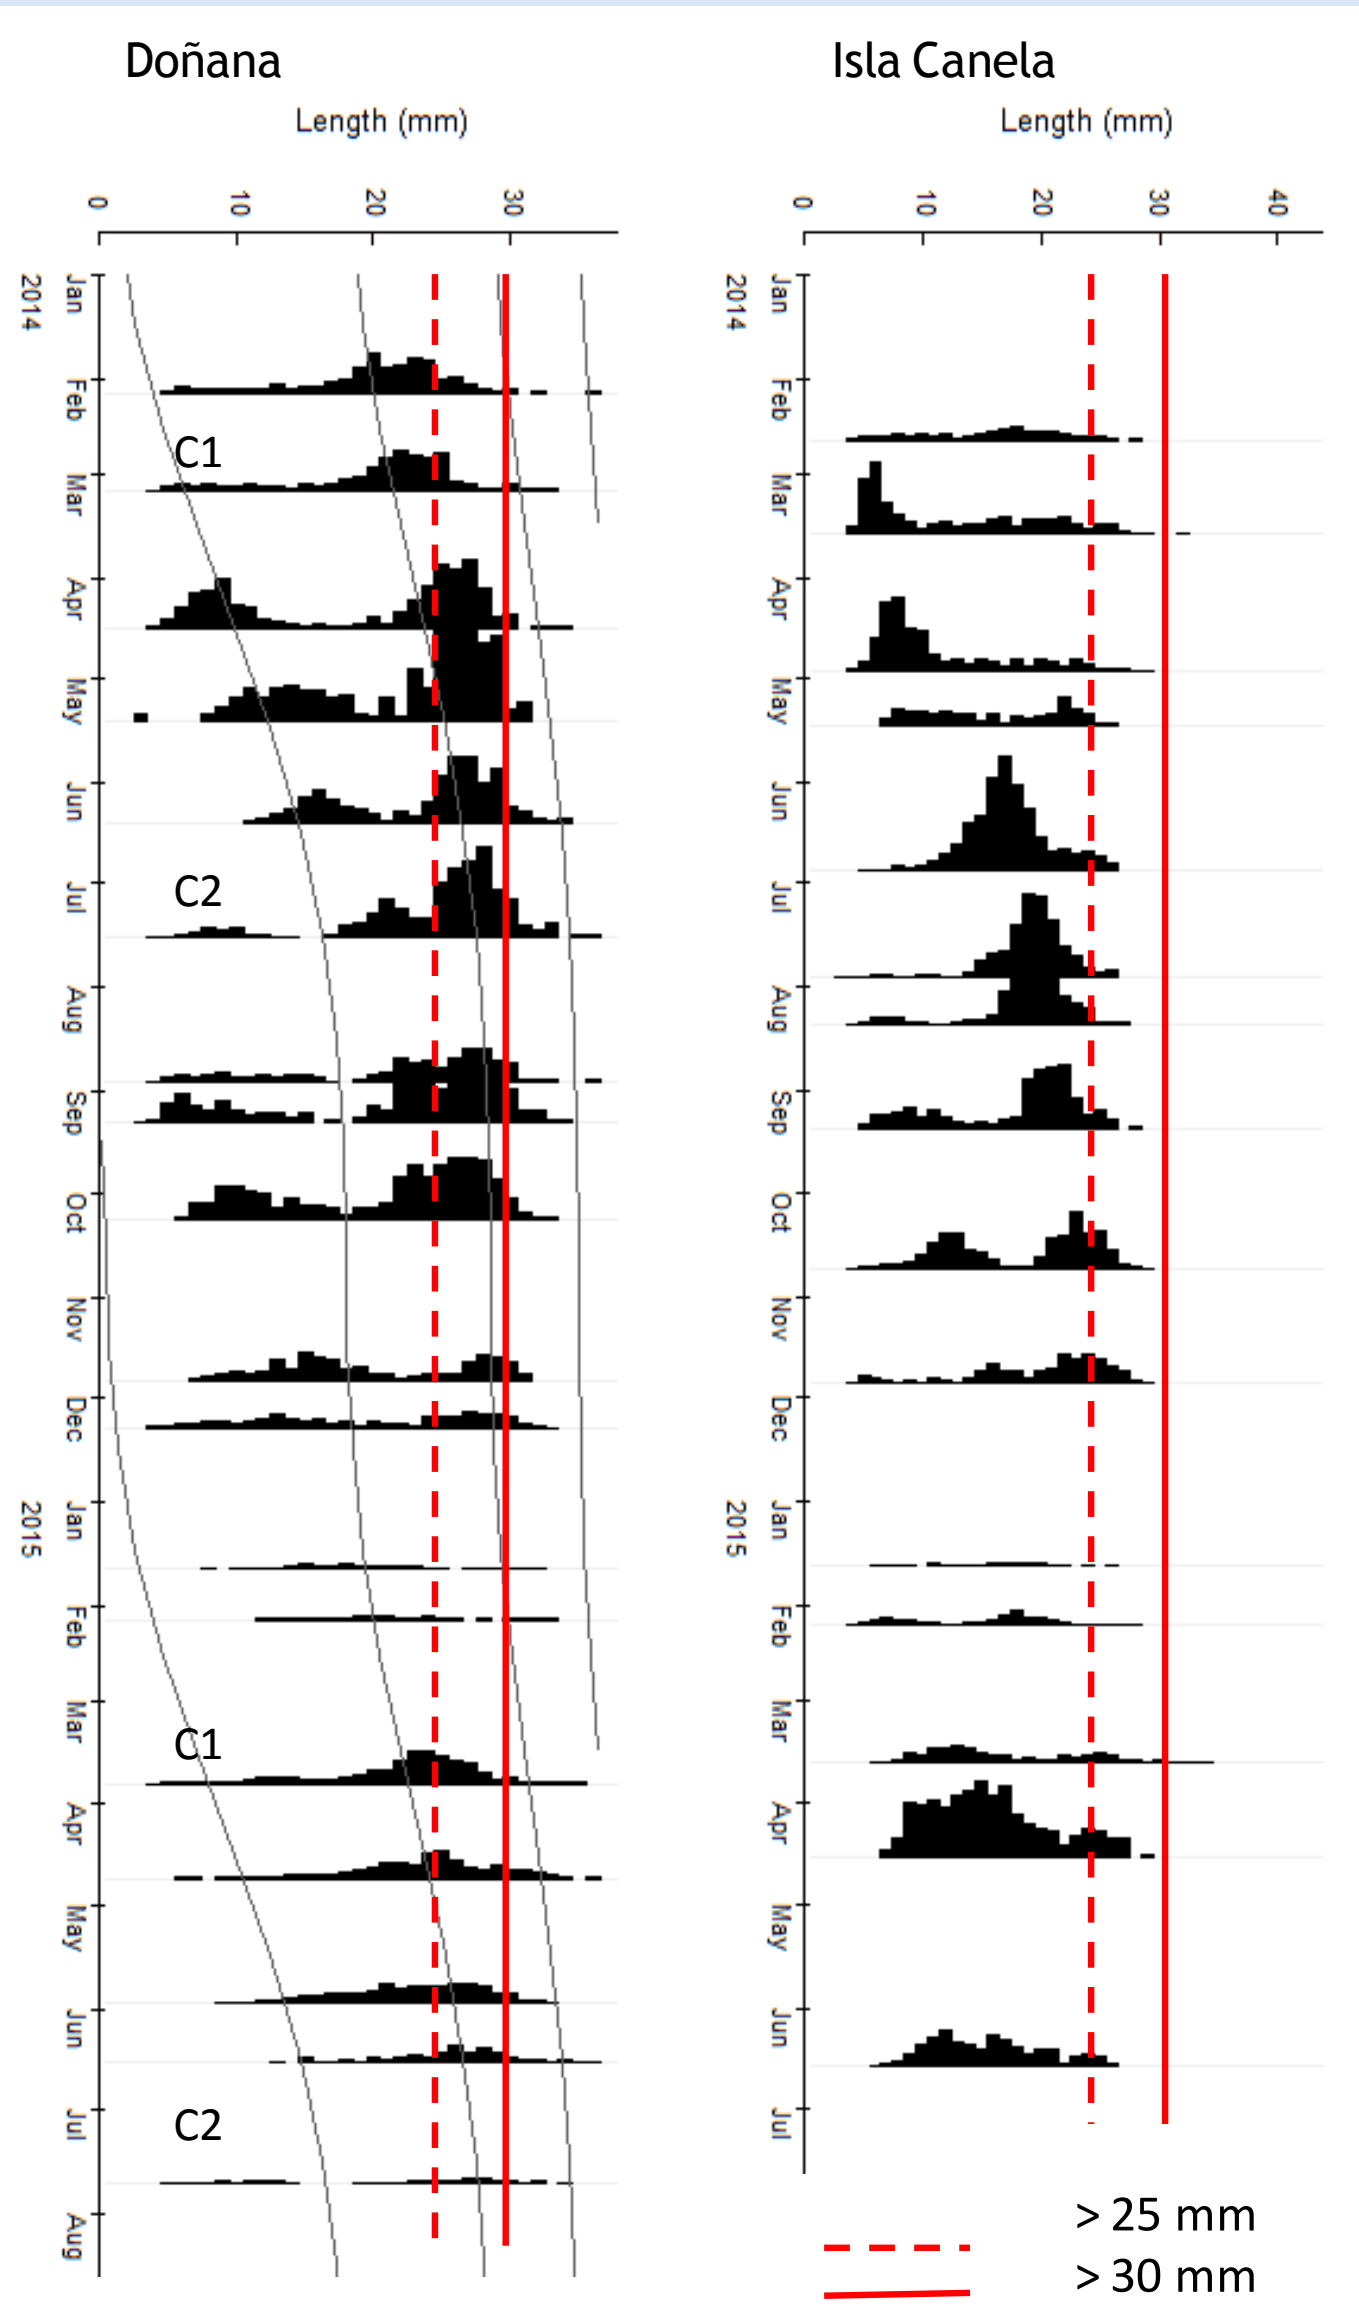 Doñana
Length (mm)
0 10 20 30
Jan
2014
Feb
C1
Mar
Apr
May
Jun
C2
Jul
Aug
Sep
Oct
Nov
Dec
Jan
2015
Feb
Mar
C1
Apr
May
Jun
C2
Jul
Aug
Isla Canela
Length (mm)
0 10 20 30 40
Jan
2014
Feb
Mar
Apr
May
Jun
Jul
Aug
Sep
Oct
Nov
Dec
Jan
2015
Feb
Mar
Apr
May
Jun
Jul
> 25 mm
> 30 mm